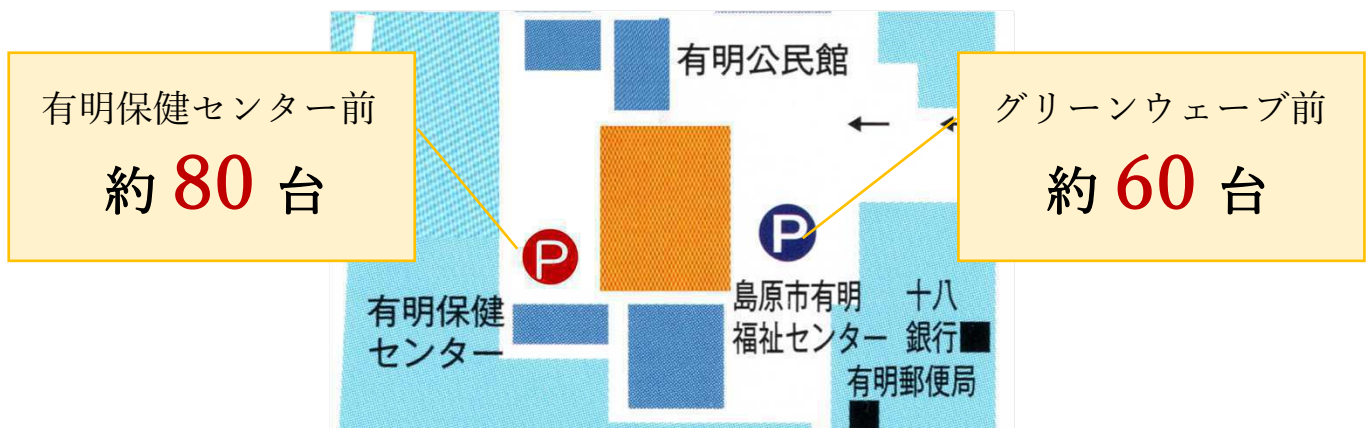 有明保健センター前
約 80 台
有明公民館
← ←
グリーンウェーブ前
約 60 台
P
P
有明保健
センター
島原市有明
福祉センター
十八
銀行
有明郵便局